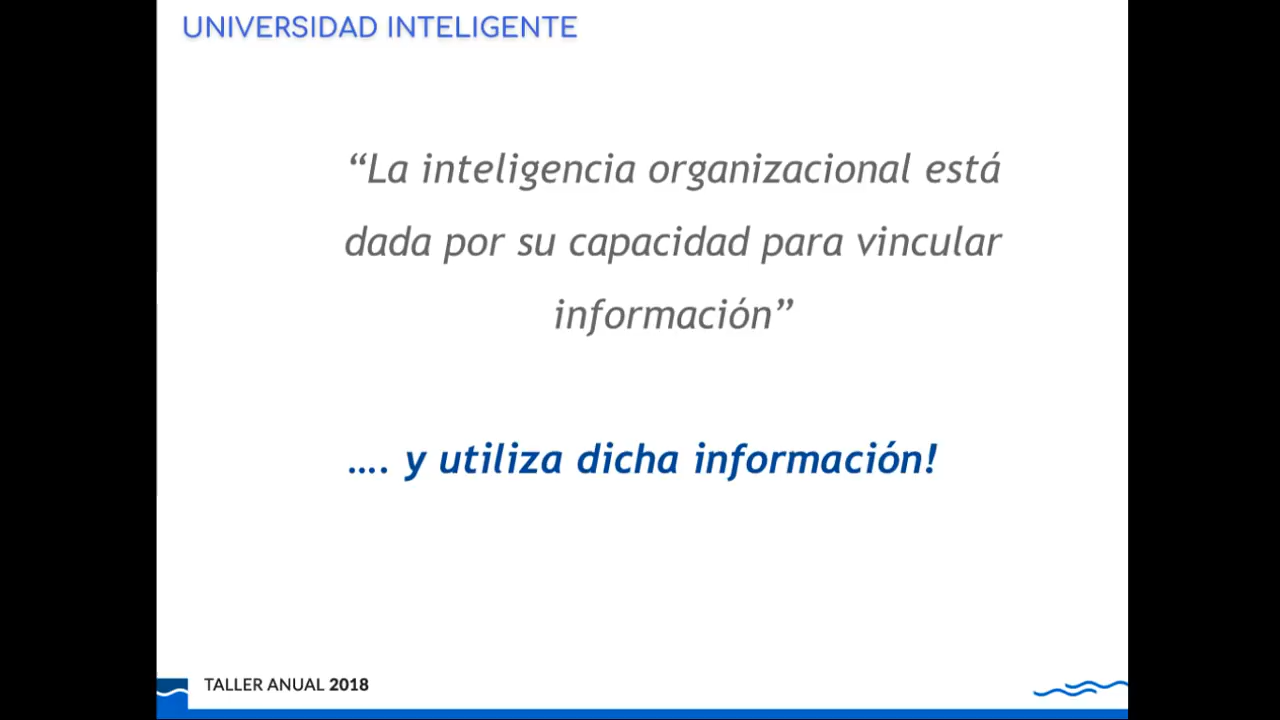 UNIVERSIDAD INTELIGENTE
“La inteligencia organizacional está
dada por su capacidad para vincular
información”
.... y utiliza dicha información!
TALLER ANUAL 2018